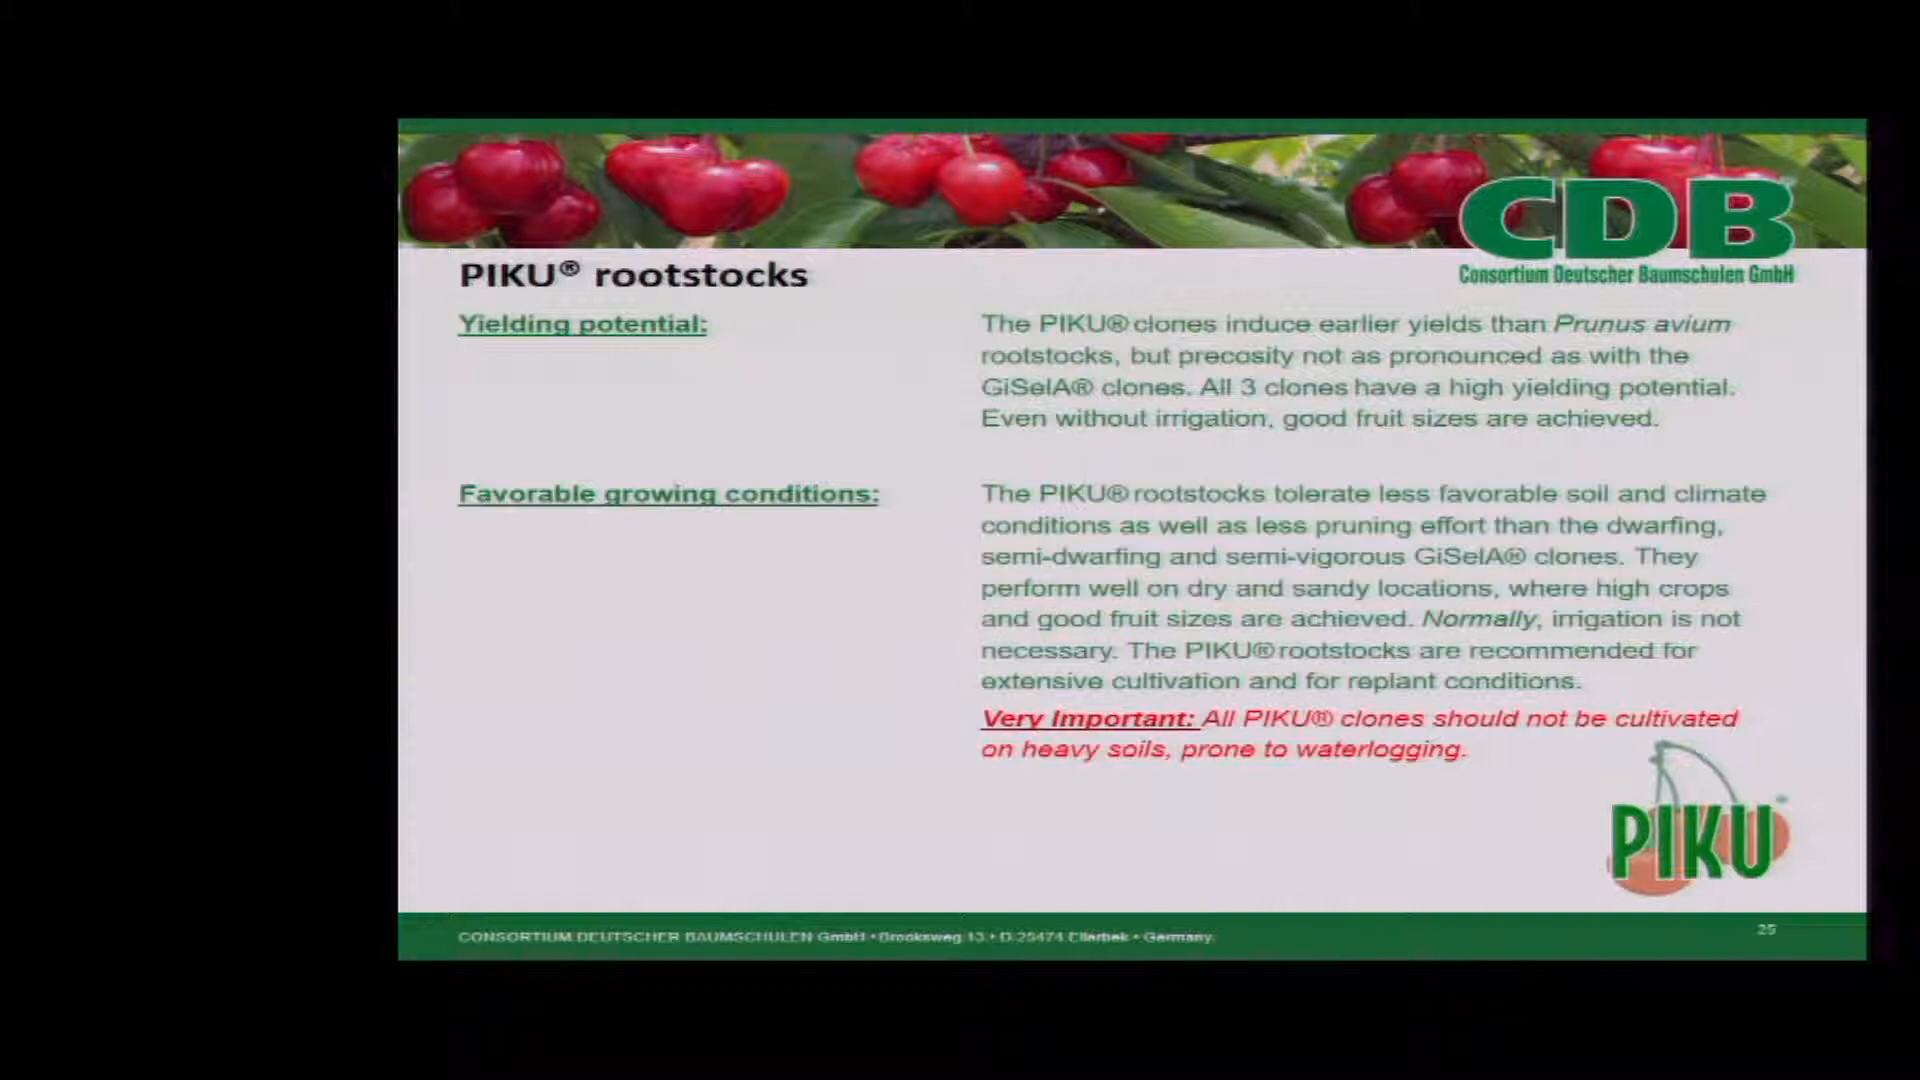 CDB
Consortium Deutscher Baumschulen GmbH
PIKU® rootstocks
Yielding potential:
The PIKU® clones induce earlier yields than Prunus avium
rootstocks, but precosity not as pronounced as with the
GiSelA® clones. All 3 clones have a high yielding potential.
Even without irrigation, good fruit sizes are achieved.
Favorable growing conditions:
The PIKU® rootstocks tolerate less favorable soil and climate
conditions as well as less pruning effort than the dwarfing,
semi-dwarfing and semi-vigorous GiSelA® clones. They
perform well on dry and sandy locations, where high crops
and good fruit sizes are achieved. Normally, irrigation is not
necessary. The PIKU® rootstocks are recommended for
extensive cultivation and for replant conditions.
Very Important: All PIKU® clones should not be cultivated
on heavy soils, prone to waterlogging.
PIKU
CONSORTIUM DEUTSCHER BAUMSCHULEN GmbH • Brooksweg 13 • D-25474 Ellerbek • Germany
25